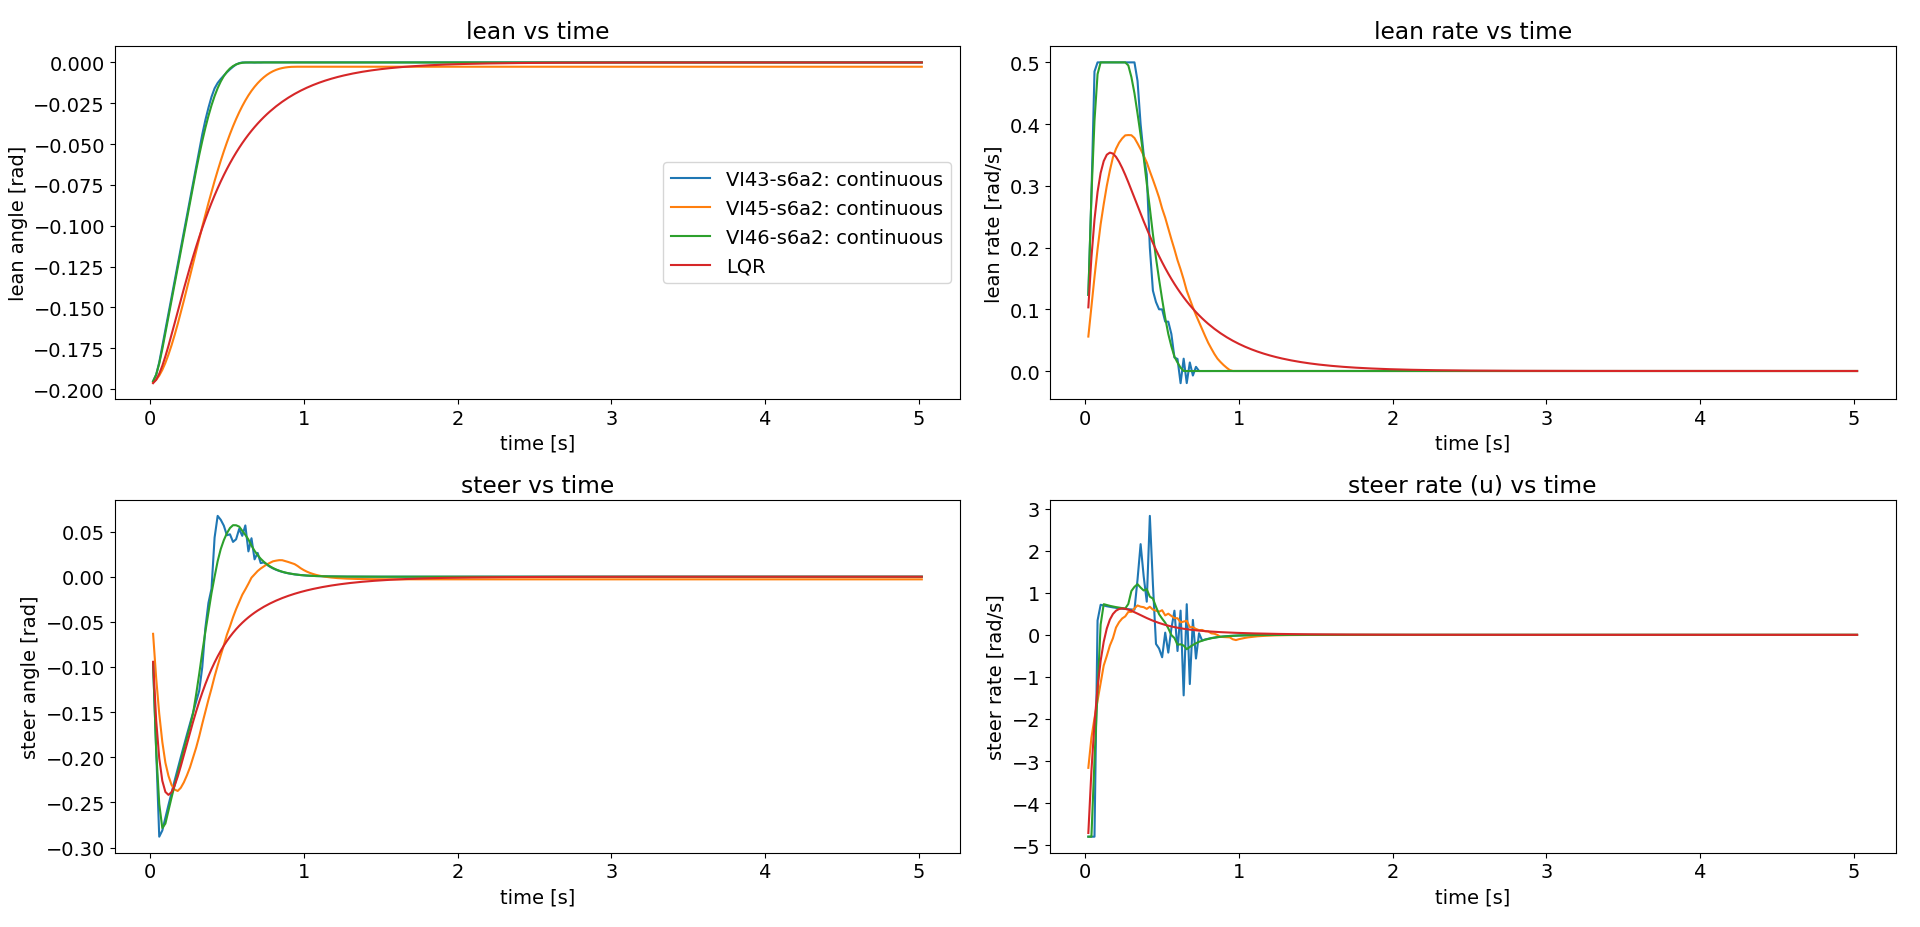 lean vs time
lean angle [rad]
0.000
−0.025
−0.050
−0.075
−0.100
−0.125
−0.150
−0.175
−0.200
VI43-s6a2: continuous
VI45-s6a2: continuous
VI46-s6a2: continuous
LQR
0 1 2 3 4 5
time [s]
lean rate vs time
lean rate [rad/s]
0.5
0.4
0.3
0.2
0.1
0.0
0 1 2 3 4 5
time [s]
steer vs time
steer angle [rad]
0.05
0.00
−0.05
−0.10
−0.15
−0.20
−0.25
−0.30
0 1 2 3 4 5
time [s]
steer rate (u) vs time
steer rate [rad/s]
3
2
1
0
−1
−2
−3
−4
−5
0 1 2 3 4 5
time [s]